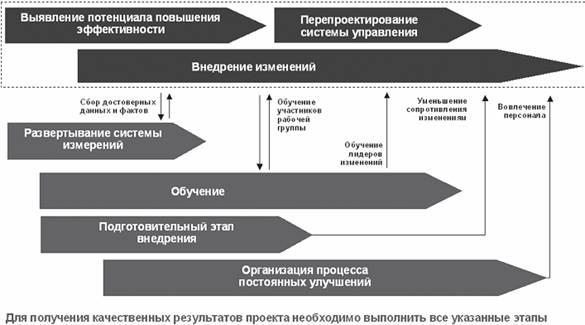 Выявление потенциала повышения
эффективности
Перепроектирование
системы управления
Внедрение изменений
Сбор достоверных
данных и фактов
Обучение
участников
рабочей
группы
Уменьшение
сопротивления
изменениям
Вовлечение
персонала
Развертывание системы
измерений
Обучение
лидеров
изменений
Обучение
Подготовительный этап
внедрения
Организация процесса
постоянных улучшений
Для получения качественных результатов проекта необходимо выполнить все указанные этапы